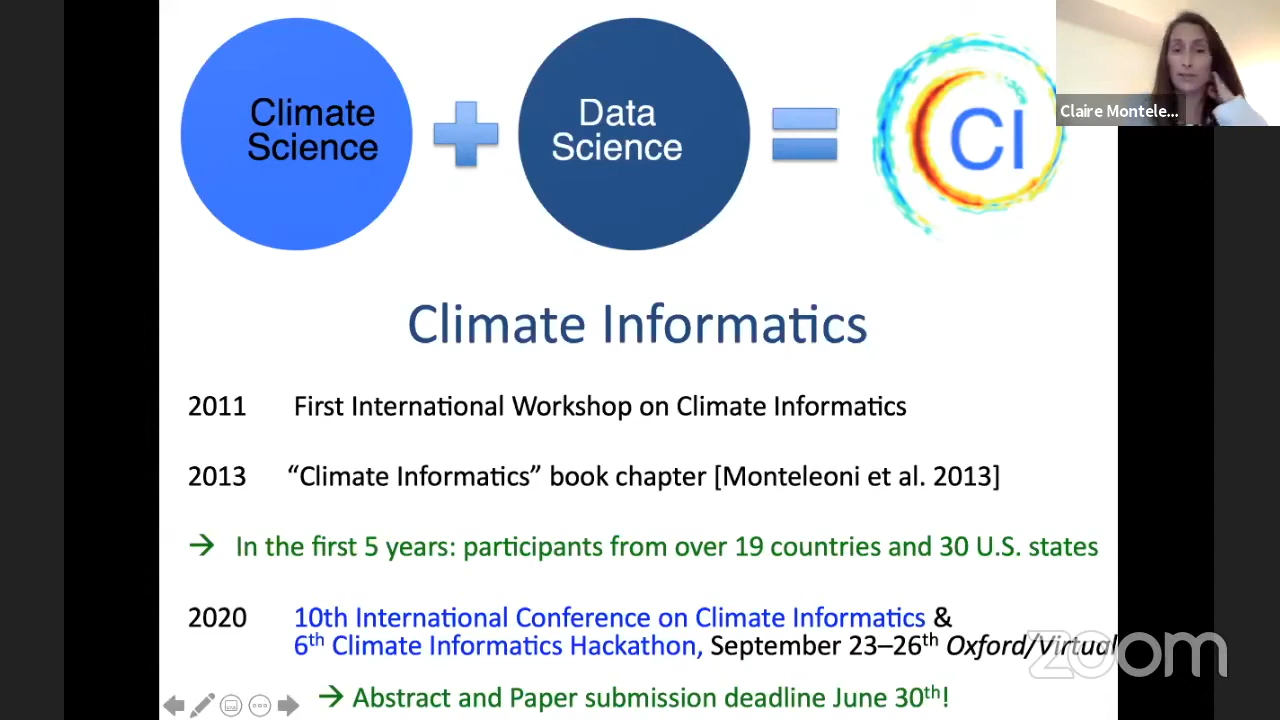 Climate
Science
Data
Science
CI
Claire Montele...
Climate Informatics
2011 First International Workshop on Climate Informatics
2013 “Climate Informatics” book chapter [Monteleoni et al. 2013]
→ In the first 5 years: participants from over 19 countries and 30 U.S. states
2020 10th International Conference on Climate Informatics &
6th Climate Informatics Hackathon, September 23–26th Oxford/Virtual
→ Abstract and Paper submission deadline June 30th!
zoom